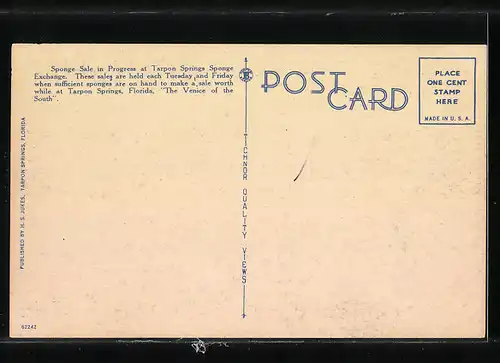 Sponge Sale in Progress at Tarpon Springs Sponge
Exchange. These sales are held each Tuesday and Friday
when sufficient sponges are on hand to make a sale worth
while at Tarpon Springs, Florida, "The Venice of the
South".
POST
CARD
PLACE
ONE CENT
STAMP
HERE
MADE IN U. S. A.
TICHNOR QUALITY VIEWS
PUBLISHED BY H. S. JUKES, TARPON SPRINGS, FLORIDA
62242